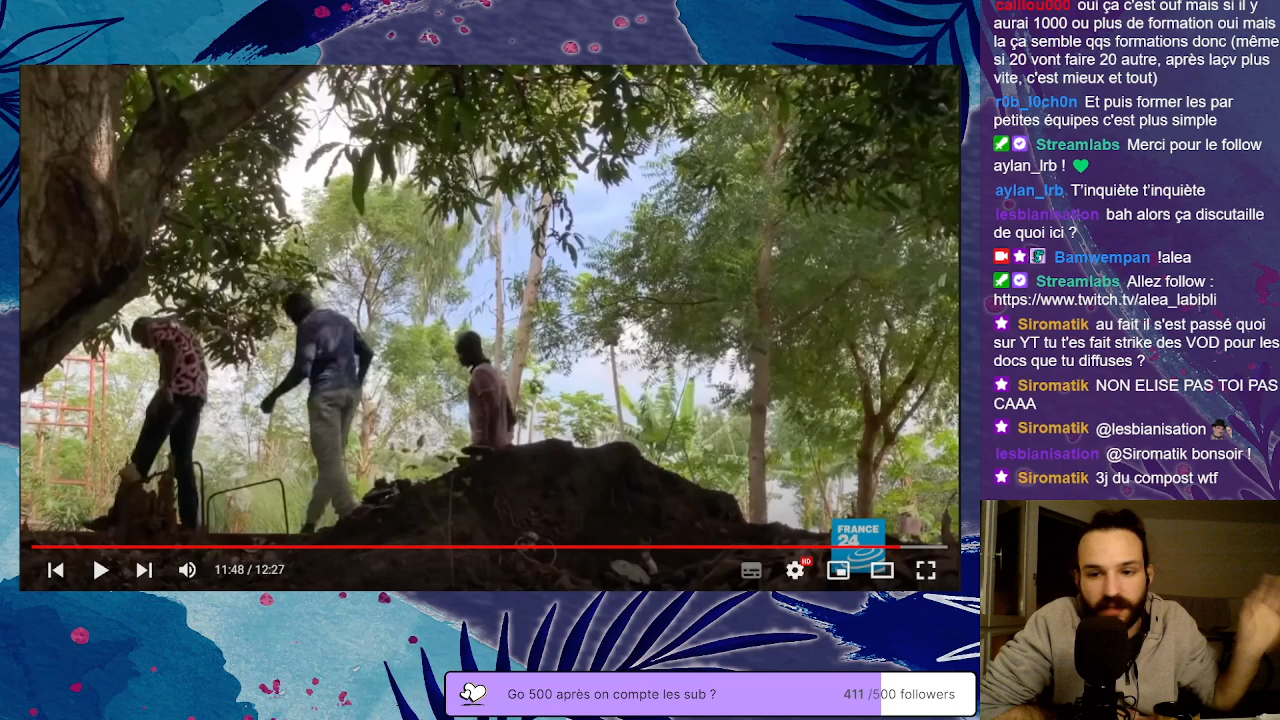 caillou000 oui ça c'est ouf mais si il y
aurai 1000 ou plus de formation oui mais
la ça semble qqs formations donc (même
si 20 vont faire 20 autre, après laçv plus
vite, c'est mieux et tout)
r0b_l0ch0n Et puis former les par
petites équipes c'est plus simple
Streamlabs Merci pour le follow
aylan_lrb !
aylan_lrb T'inquiète t'inquiète
lesbianisation bah alors ça discutaille
de quoi ici ?
Bamwempan !alea
Streamlabs Allez follow :
https://www.twitch.tv/alea_labibli
Siromatik au fait il s'est passé quoi
sur YT tu t'es fait strike des VOD pour les
docs que tu diffuses ?
Siromatik NON ELISE PAS TOI PAS
CAAA
Siromatik @lesbianisation
lesbianisation @Siromatik bonsoir !
Siromatik 3j du compost wtf
FRANCE
24
11:48 / 12:27
HD
Go 500 après on compte les sub ?
411 /500 followers